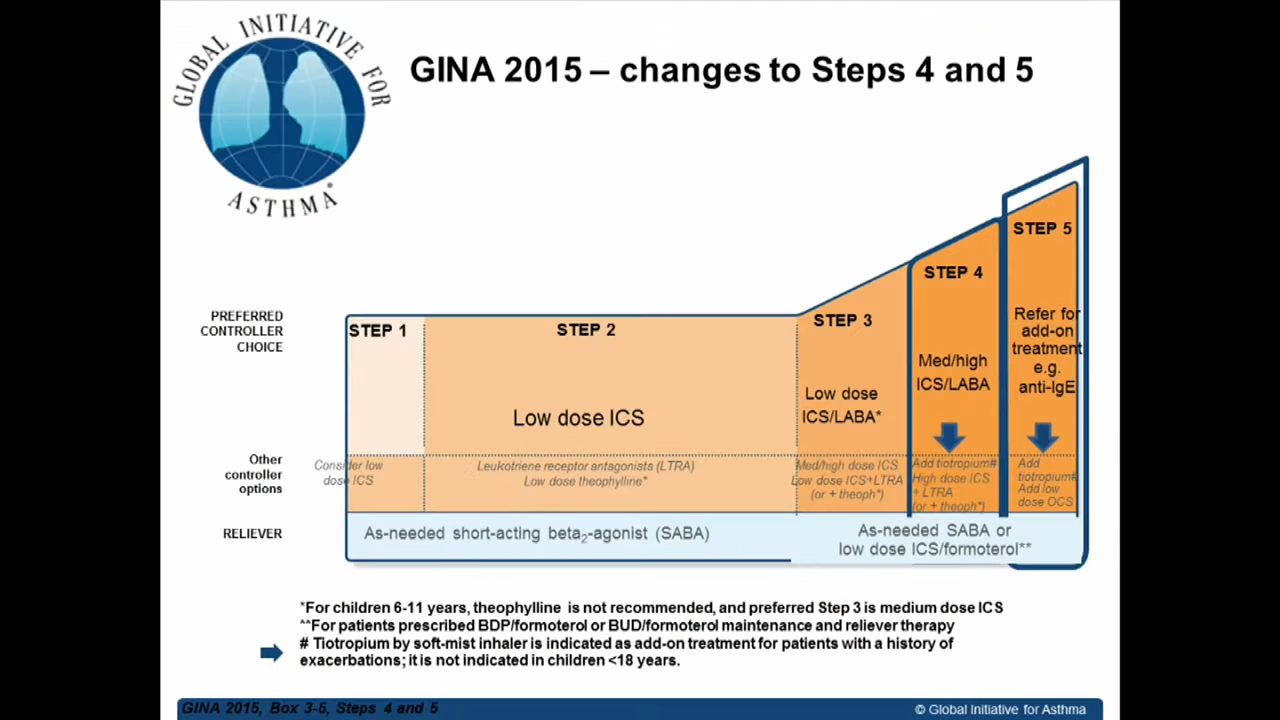 GLOBAL INITIATIVE FOR
ASTHMA
GINA 2015 – changes to Steps 4 and 5
PREFERRED
CONTROLLER
CHOICE
STEP 1
STEP 2
Low dose ICS
STEP 3
Low dose
ICS/LABA*
STEP 4
Med/high
ICS/LABA
STEP 5
Refer for
add-on
treatment
e.g.
anti-IgE
Other
controller
options
Consider low
dose ICS
Leukotriene receptor antagonists (LTRA)
Low dose theophylline*
Med/high dose ICS
Low dose ICS+LTRA
(or + theoph*)
Add tiotropium#
High dose ICS
+ LTRA
(or + theoph*)
Add
tiotropium#
Add low
dose OCS
RELIEVER
As-needed short-acting beta2-agonist (SABA)
As-needed SABA or
low dose ICS/formoterol**
*For children 6-11 years, theophylline is not recommended, and preferred Step 3 is medium dose ICS
**For patients prescribed BDP/formoterol or BUD/formoterol maintenance and reliever therapy
# Tiotropium by soft-mist inhaler is indicated as add-on treatment for patients with a history of
exacerbations; it is not indicated in children <18 years.
GINA 2015, Box 3-5, Steps 4 and 5
© Global Initiative for Asthma